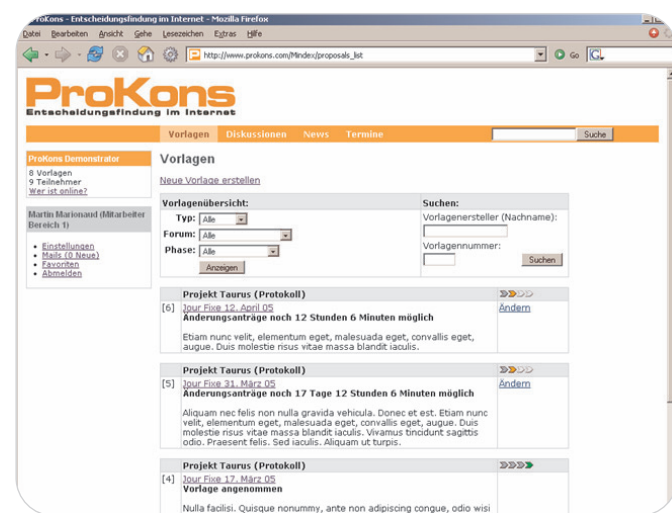 ProKons - Entscheidungsfindung im Internet - Mozilla Firefox
Datei Bearbeiten Ansicht Gehe Lesezeichen Extras Hilfe
http://www.prokons.com/Mindex/proposals_list Go
ProKons
Entscheidungsfindung im Internet
Vorlagen Diskussionen News Termine Suche
ProKons Demonstrator
8 Vorlagen
9 Teilnehmer
Wer ist online?
Martin Marionaud (Mitarbeiter
Bereich 1)
Einstellungen
Mails (0 Neue)
Favoriten
Abmelden
Vorlagen
Neue Vorlage erstellen
Vorlagenübersicht:
Typ: Alle
Forum: Alle
Phase: Alle
Anzeigen
Suchen:
Vorlagenersteller (Nachname):
Vorlagennummer:
Suchen
Projekt Taurus (Protokoll)
[6] Jour Fixe 12. April 05 Ändern
Änderungsanträge noch 12 Stunden 6 Minuten möglich
Etiam nunc velit, elementum eget, malesuada eget, convallis eget,
augue. Duis molestie risus vitae massa blandit iaculis.
Projekt Taurus (Protokoll)
[5] Jour Fixe 31. März 05 Ändern
Änderungsanträge noch 17 Tage 12 Stunden 6 Minuten möglich
Aliquam nec felis non nulla gravida vehicula. Donec et est. Etiam nunc
velit, elementum eget, malesuada eget, convallis eget, augue. Duis
molestie risus vitae massa blandit iaculis. Vivamus tincidunt sagittis
odio. Praesent felis. Sed iaculis. Aliquam ut turpis.
Projekt Taurus (Protokoll)
[4] Jour Fixe 17. März 05
Vorlage angenommen
Nulla facilisi. Quisque nonummy, ante non adipiscing congue, odio wisi